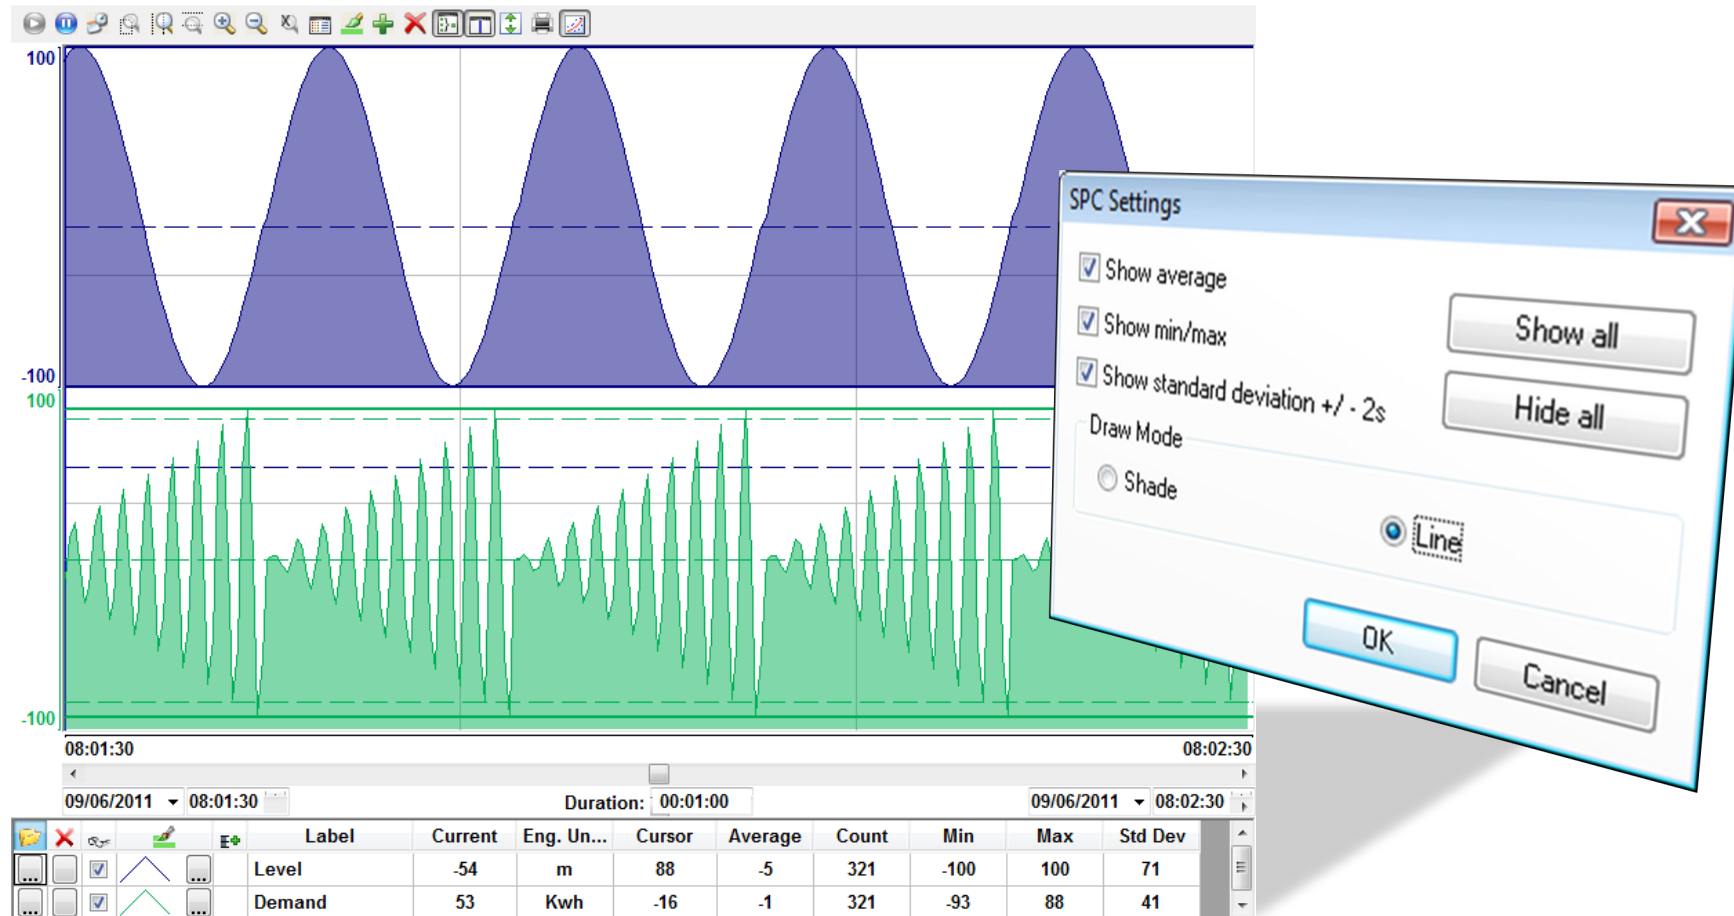 100
-100
100
-100
08:01:30 08:02:30
09/06/2011 08:01:30 Duration: 00:01:00 09/06/2011 08:02:30
Label Current Eng. Un... Cursor Average Count Min Max Std Dev
Level -54 m 88 -5 321 -100 100 71
Demand 53 Kwh -16 -1 321 -93 88 41
SPC Settings
Show average
Show min/max
Show standard deviation +/ - 2s
Show all
Hide all
Draw Mode
Shade
Line
OK
Cancel